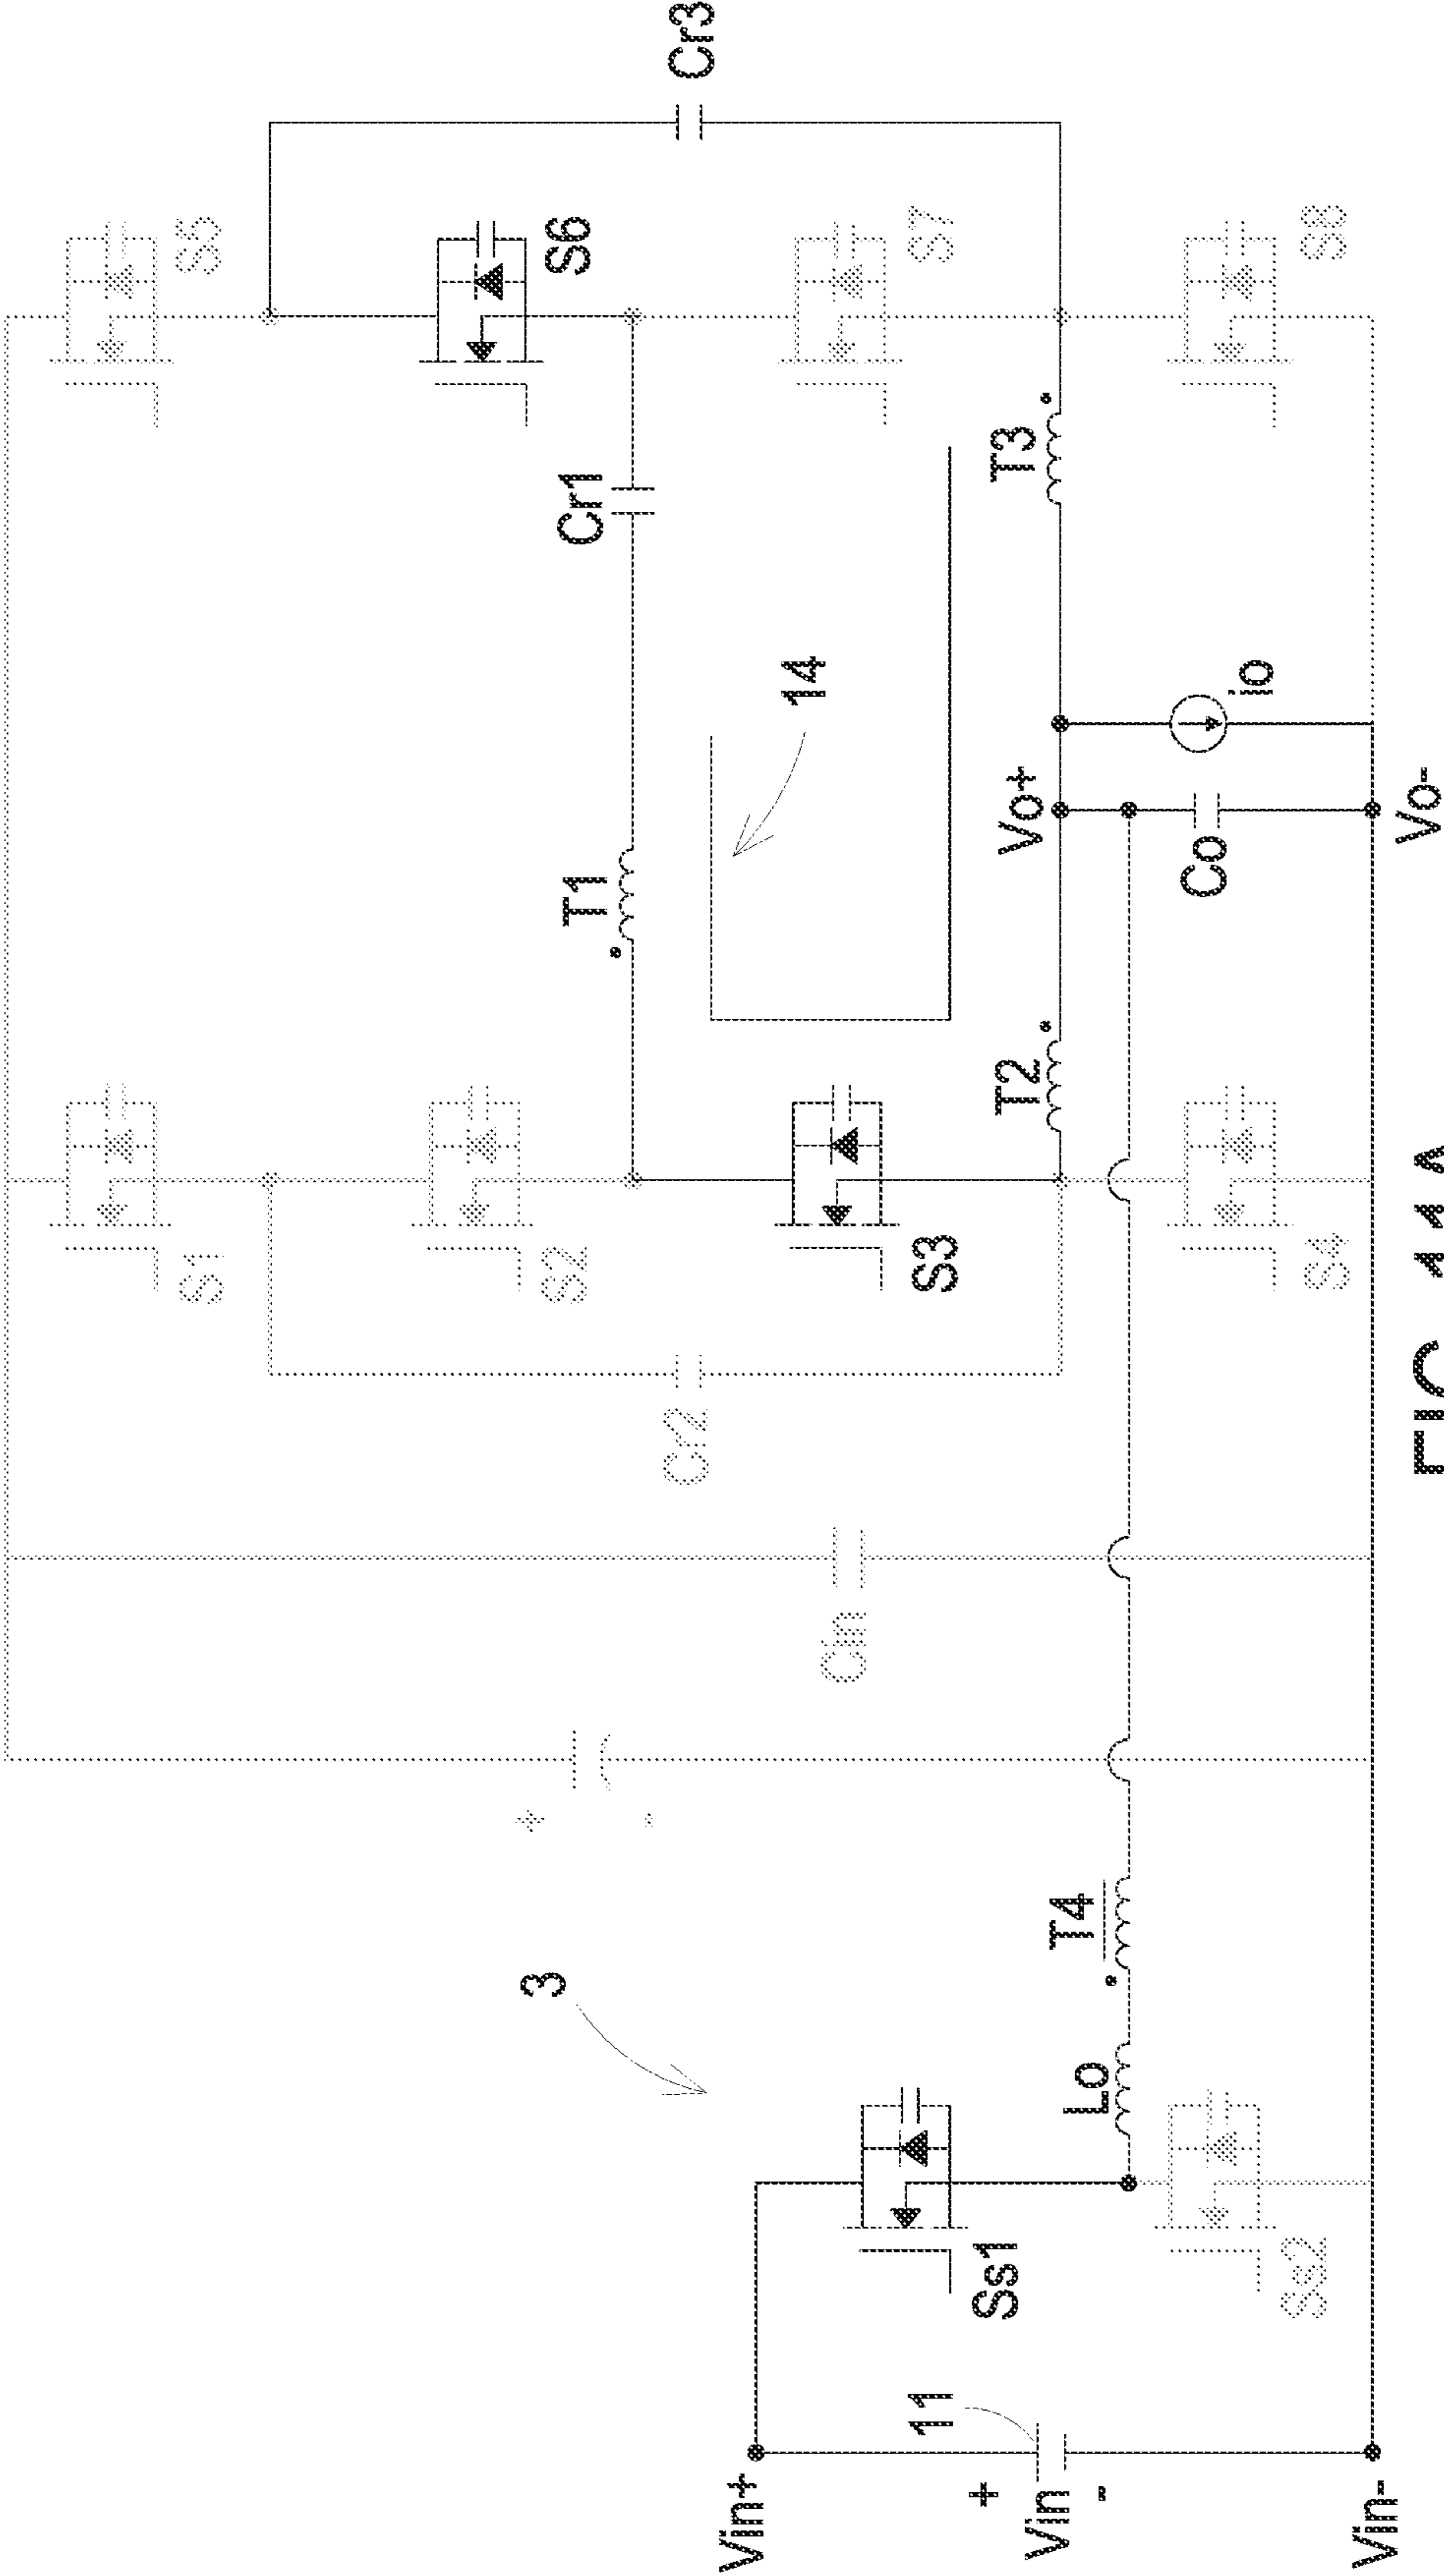 S1
S5
S2
S6
Cr3
T1
Cr1
Cr2
3
14
S3
S7
Cin
+
-
Vin+
11
Ss1
Lo
T4
T2
Vo+
T3
+
Vin
-
Ss2
S4
Co
io
S8
Vin-
Vo-
FIG. 11A